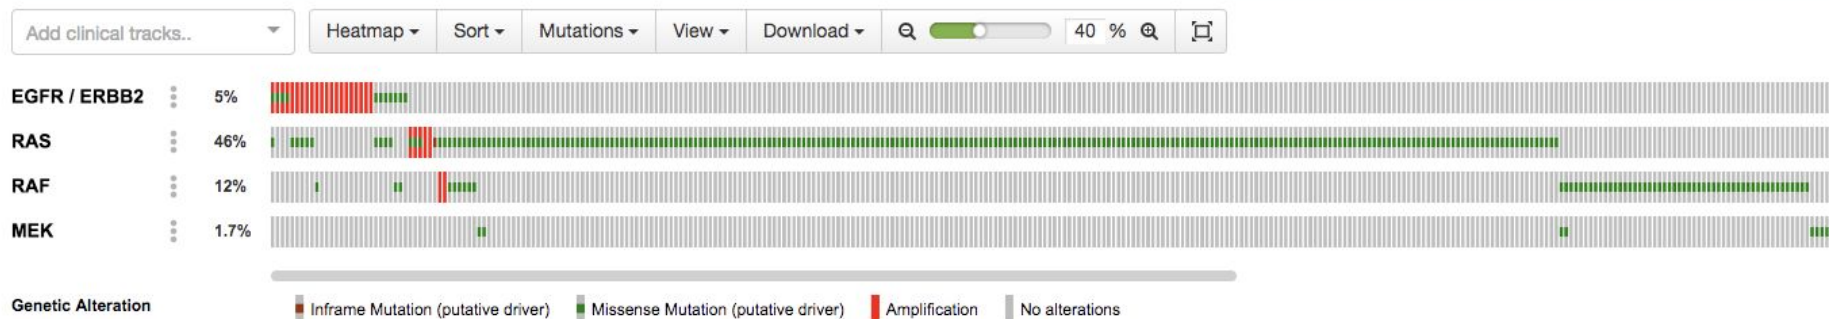 Add clinical tracks.. Heatmap Sort Mutations View Download 40 %
EGFR / ERBB2 5%
RAS 46%
RAF 12%
MEK 1.7%
Genetic Alteration Inframe Mutation (putative driver) Missense Mutation (putative driver) Amplification No alterations